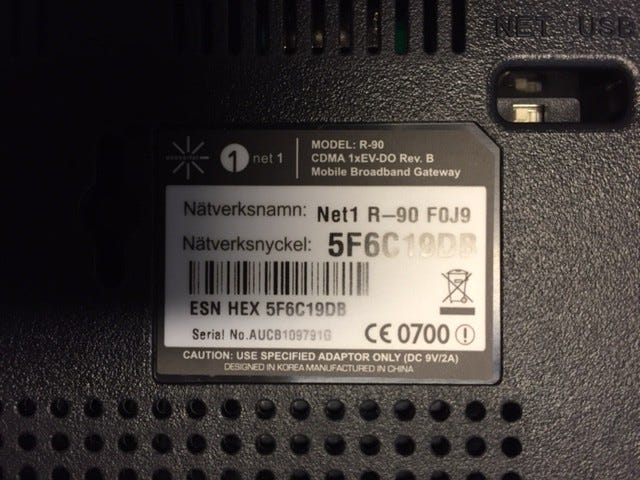 NET USB
1 net 1
MODEL: R-90
CDMA 1xEV-DO Rev. B
Mobile Broadband Gateway
Nätverksnamn: Net1 R-90 F0J9
Nätverksnyckel: 5F6C19DB
ESN HEX 5F6C19DB
Serial No.AUCB109791G
CE 0700
CAUTION: USE SPECIFIED ADAPTOR ONLY (DC 9V/2A)
DESIGNED IN KOREA MANUFACTURED IN CHINA